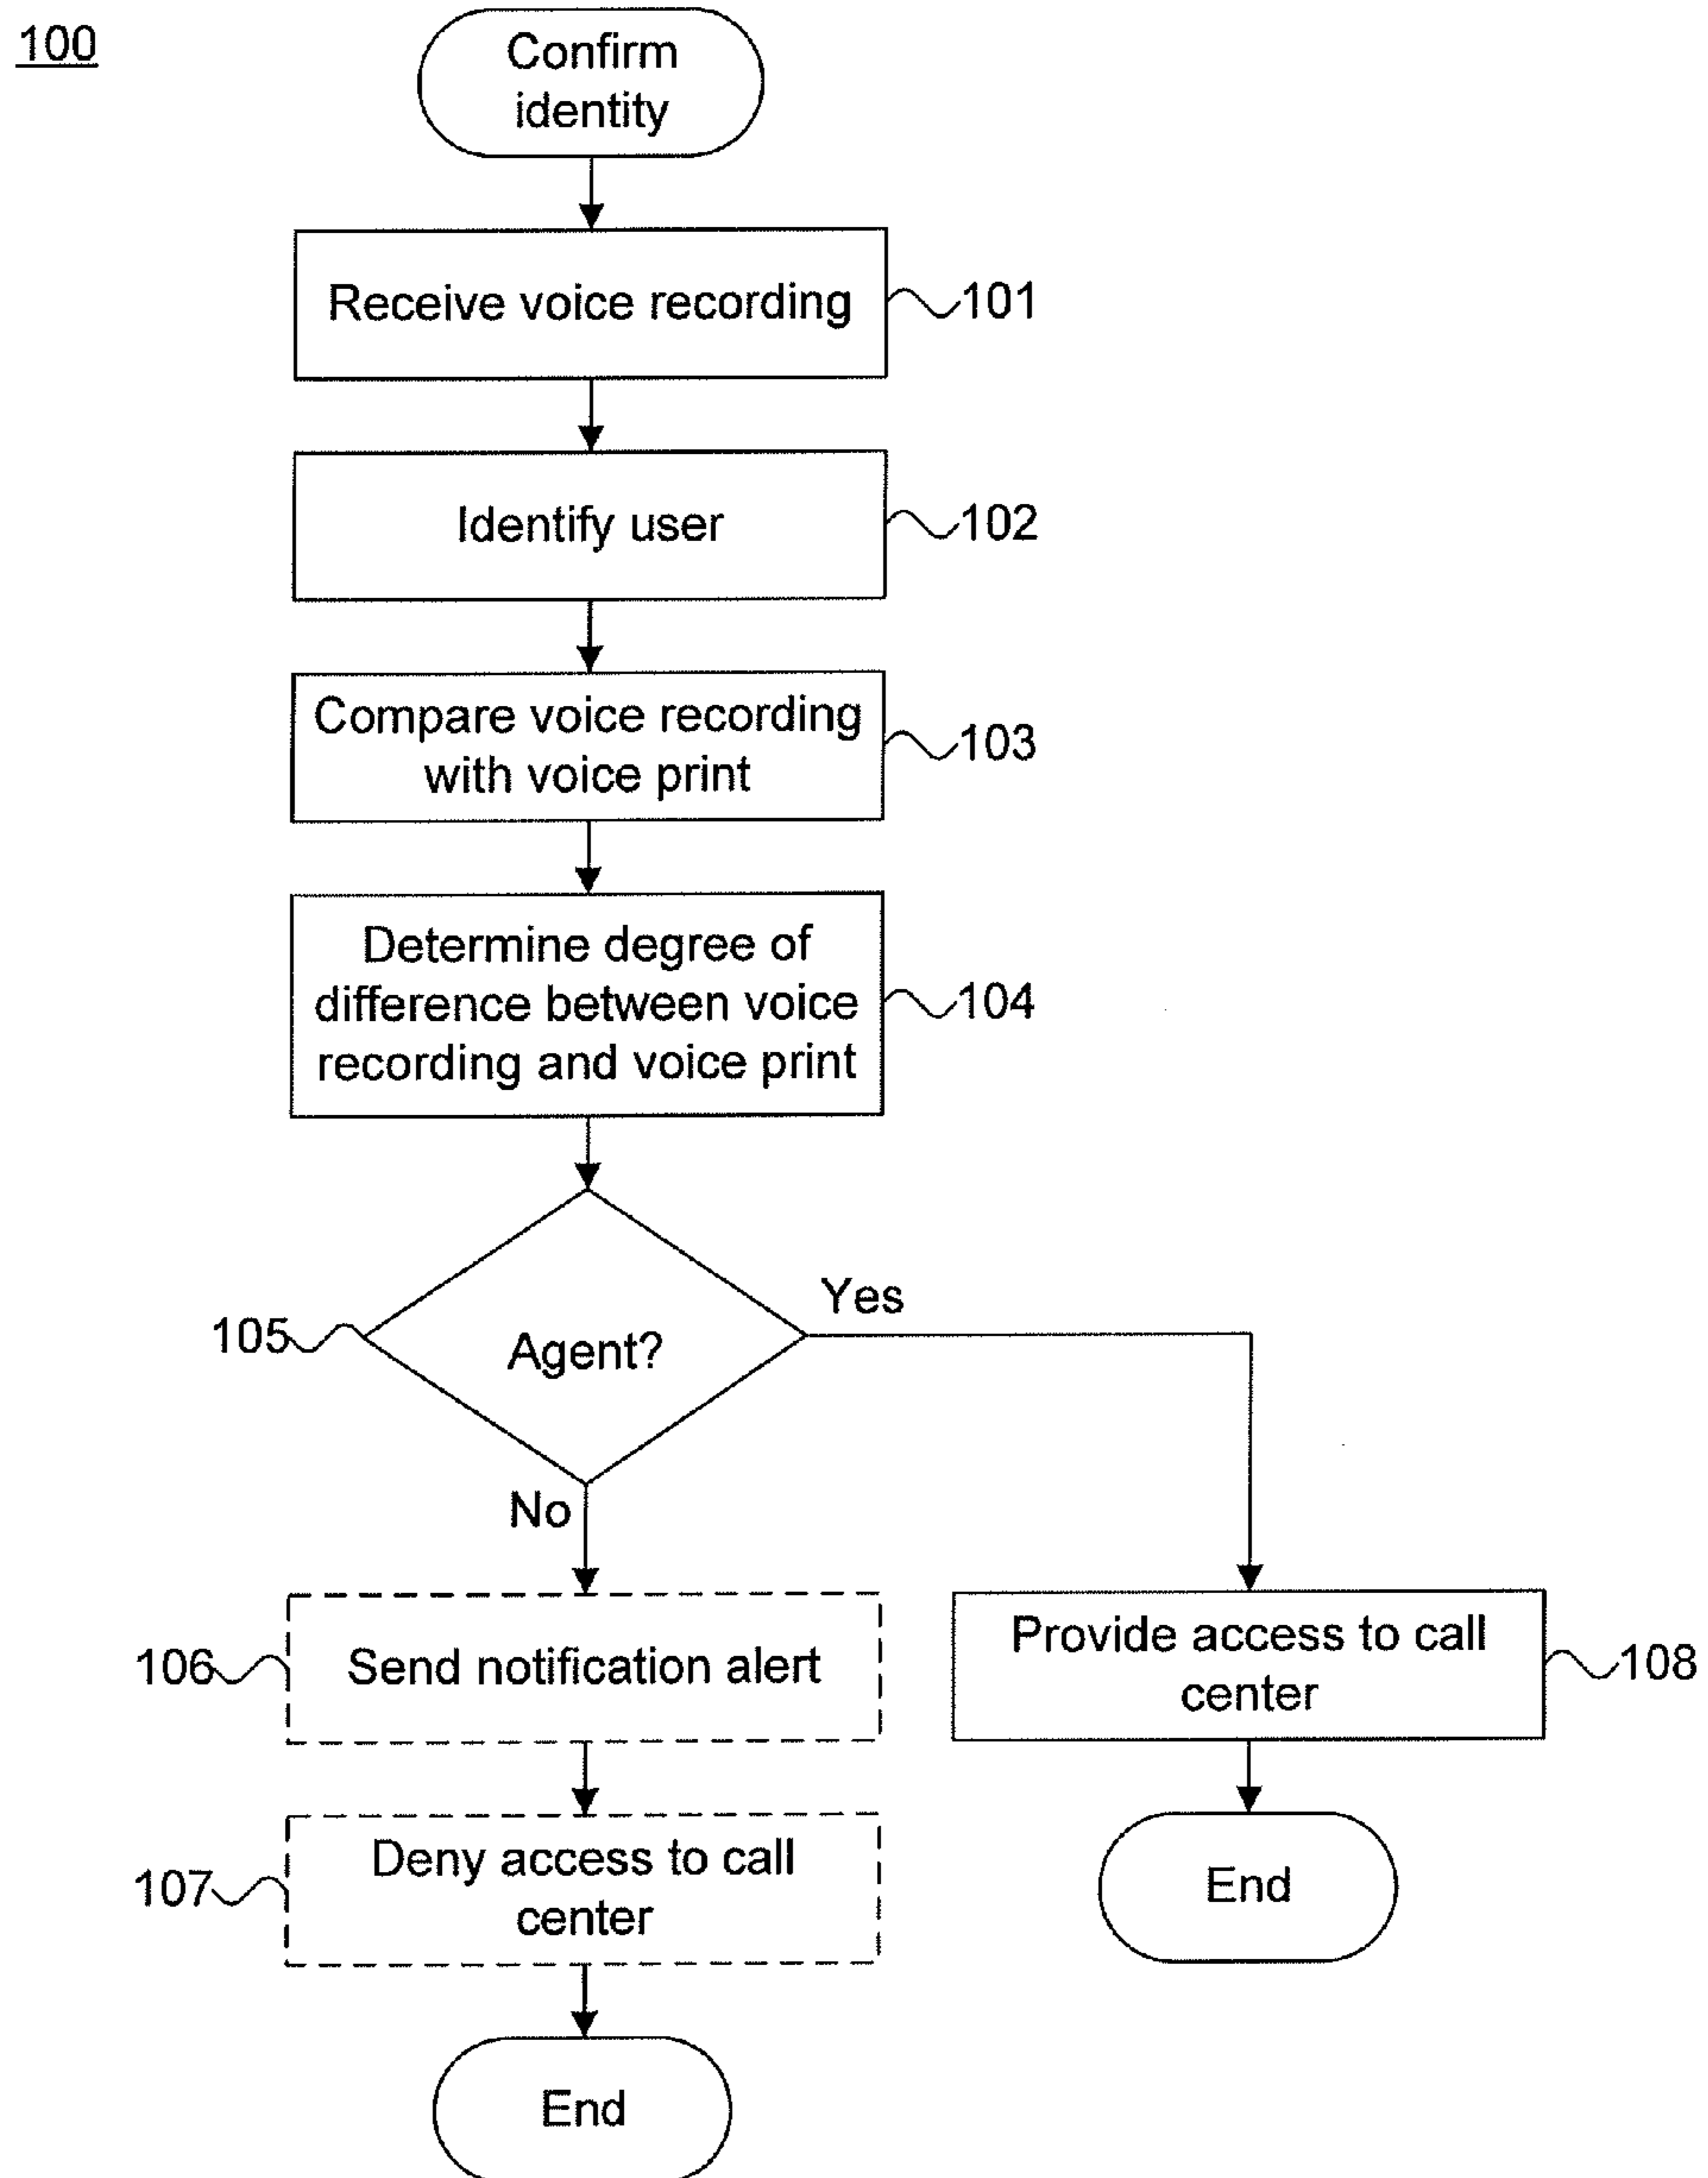 100
Confirm
identity
Receive voice recording
101
Identify user
102
Compare voice recording
with voice print
103
Determine degree of
difference between voice
recording and voice print
104
105
Agent?
Yes
No
106
Send notification alert
Provide access to call
center
108
107
Deny access to call
center
End
End